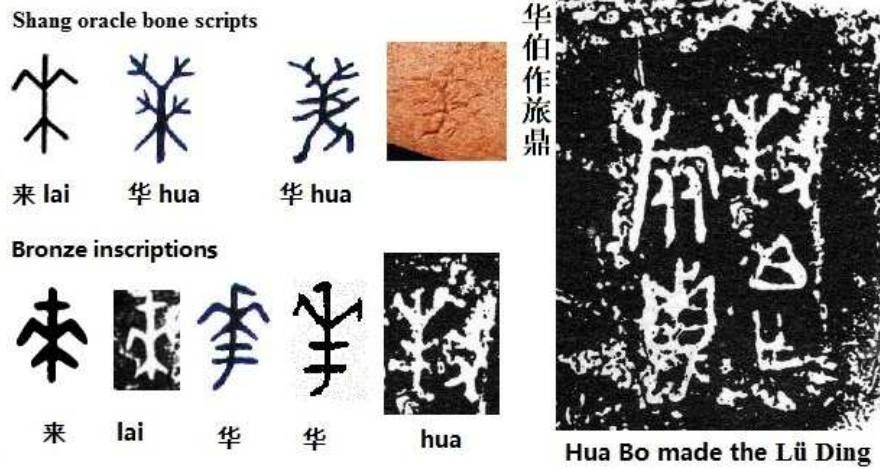 Shang oracle bone scripts
来 lai
华 hua
华 hua
Bronze inscriptions
来
lai
华
华
hua
华伯作旅鼎
Hua Bo made the Lü Ding